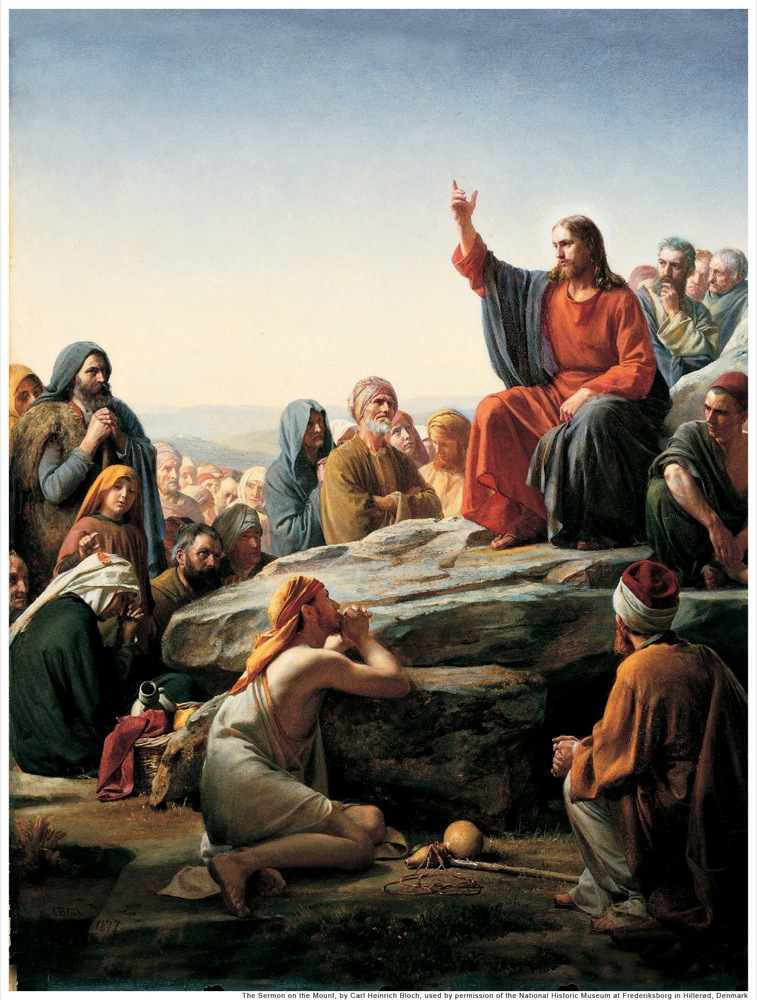 1877
The Sermon on the Mount, by Carl Heinrich Bloch, used by permission of the National Historic Museum at Frederiksborg in Hillerød, Denmark